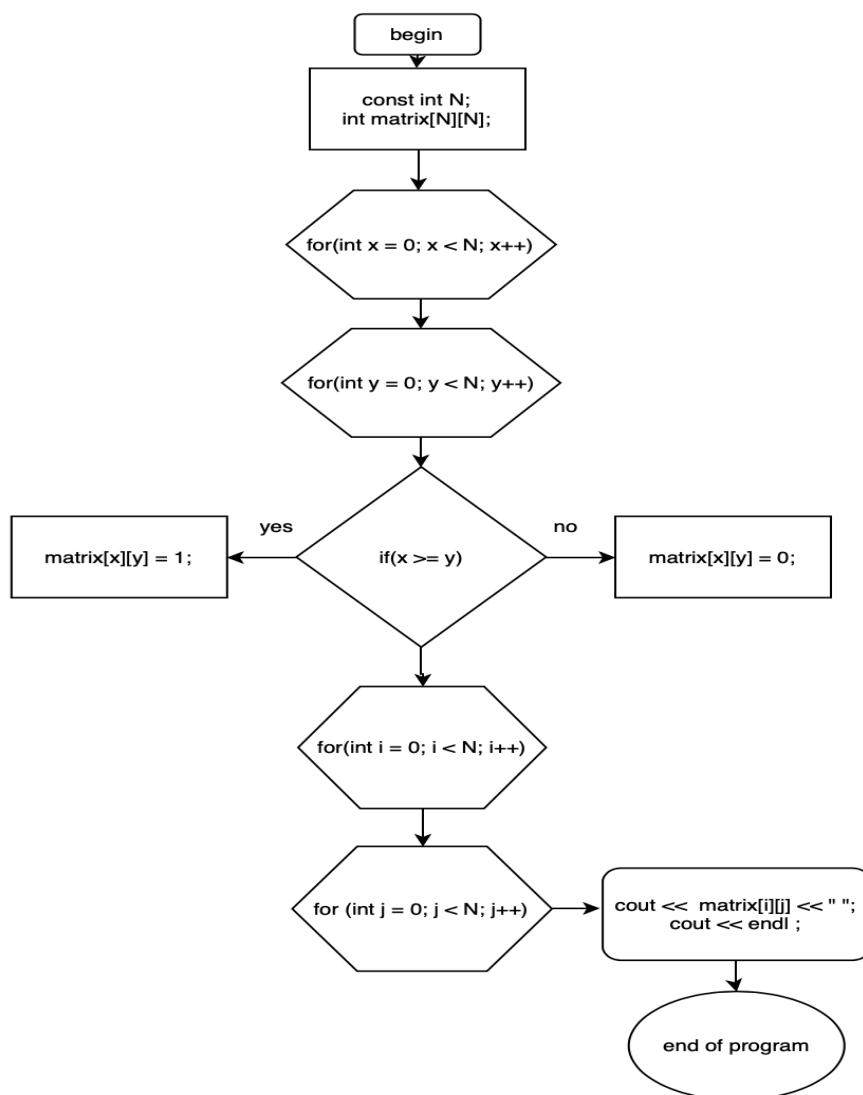 begin
const int N;
int matrix[N][N];
for(int x = 0; x < N; x++)
for(int y = 0; y < N; y++)
yes
no
matrix[x][y] = 1;
if(x >= y)
matrix[x][y] = 0;
for(int i = 0; i < N; i++)
for (int j = 0; j < N; j++)
cout << matrix[i][j] << " ";
cout << endl ;
end of program